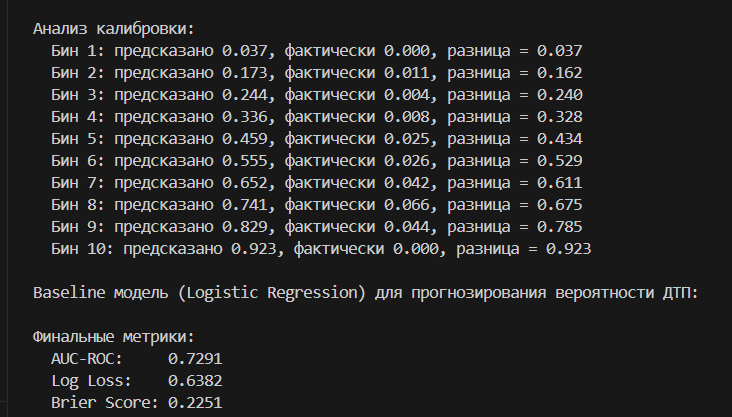 Анализ калибровки:
Бин 1: предсказано 0.037, фактически 0.000, разница = 0.037
Бин 2: предсказано 0.173, фактически 0.011, разница = 0.162
Бин 3: предсказано 0.244, фактически 0.004, разница = 0.240
Бин 4: предсказано 0.336, фактически 0.008, разница = 0.328
Бин 5: предсказано 0.459, фактически 0.025, разница = 0.434
Бин 6: предсказано 0.555, фактически 0.026, разница = 0.529
Бин 7: предсказано 0.652, фактически 0.042, разница = 0.611
Бин 8: предсказано 0.741, фактически 0.066, разница = 0.675
Бин 9: предсказано 0.829, фактически 0.044, разница = 0.785
Бин 10: предсказано 0.923, фактически 0.000, разница = 0.923
Baseline модель (Logistic Regression) для прогнозирования вероятности ДТП:
Финальные метрики:
AUC-ROC: 0.7291
Log Loss: 0.6382
Brier Score: 0.2251